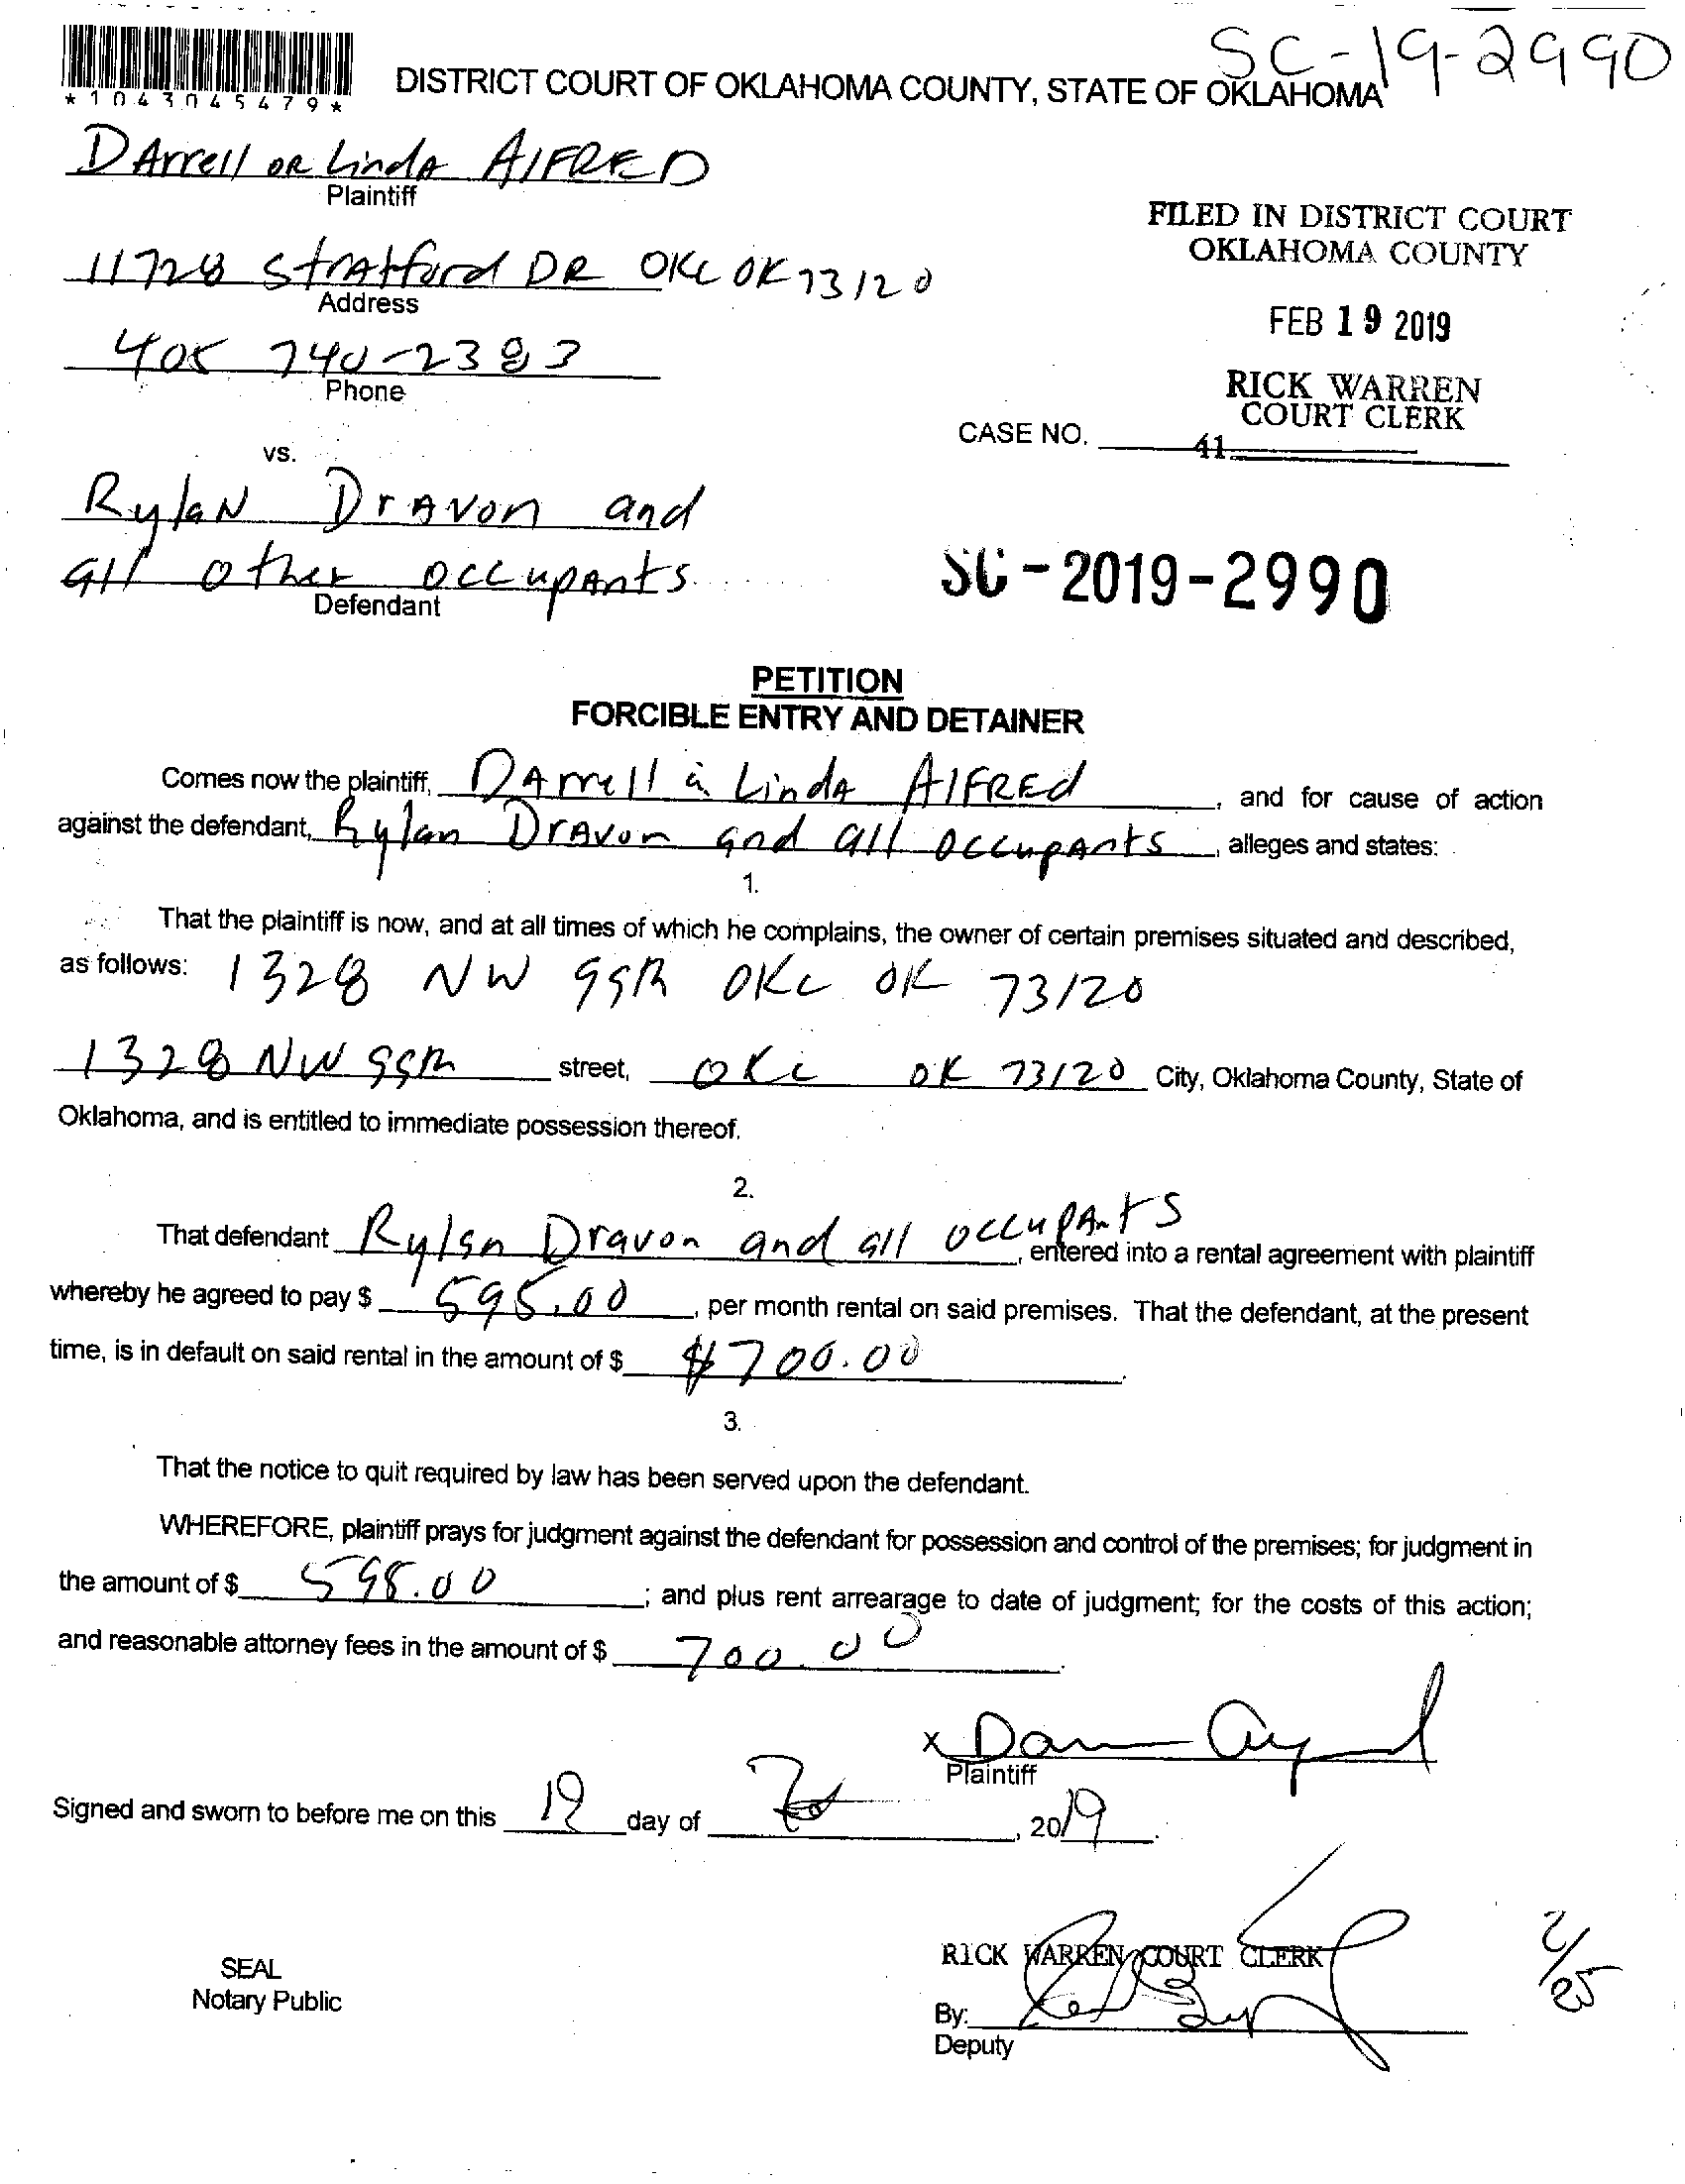 SC-19-2990
*1043045479*
DISTRICT COURT OF OKLAHOMA COUNTY, STATE OF OKLAHOMA
DArrell OR LindA AlFRED
Plaintiff
FILED IN DISTRICT COURT
OKLAHOMA COUNTY
11728 StrAtford DR OKC OK 73120
Address
FEB 19 2019
405 740-2383
Phone
RICK WARREN
COURT CLERK
CASE NO.
41
vs.
RylaN DrAvon and
all other occupAnts
Defendant
SC-2019-2990
PETITION
FORCIBLE ENTRY AND DETAINER
Comes now the plaintiff, DArrell & LindA AlFREd, and for cause of action
against the defendant, Rylan DrAvon and all occupAnts, alleges and states:
1.
That the plaintiff is now, and at all times of which he complains, the owner of certain premises situated and described,
as follows: 1328 NW 99th OKC OK 73120
1328 NW 99th street, OKC OK 73120 City, Oklahoma County, State of
Oklahoma, and is entitled to immediate possession thereof.
2.
That defendant Rylan Dravon and all occupAnts, entered into a rental agreement with plaintiff
whereby he agreed to pay $ 595.00, per month rental on said premises. That the defendant, at the present
time, is in default on said rental in the amount of $ $700.00
3.
That the notice to quit required by law has been served upon the defendant.
WHEREFORE, plaintiff prays for judgment against the defendant for possession and control of the premises; for judgment in
the amount of $ 595.00; and plus rent arrearage to date of judgment; for the costs of this action;
and reasonable attorney fees in the amount of $ 700.00
x
Plaintiff
Signed and sworn to before me on this 19 day of Feb, 2019.
RICK WARREN COURT CLERK
2/25
SEAL
Notary Public
By:
Deputy